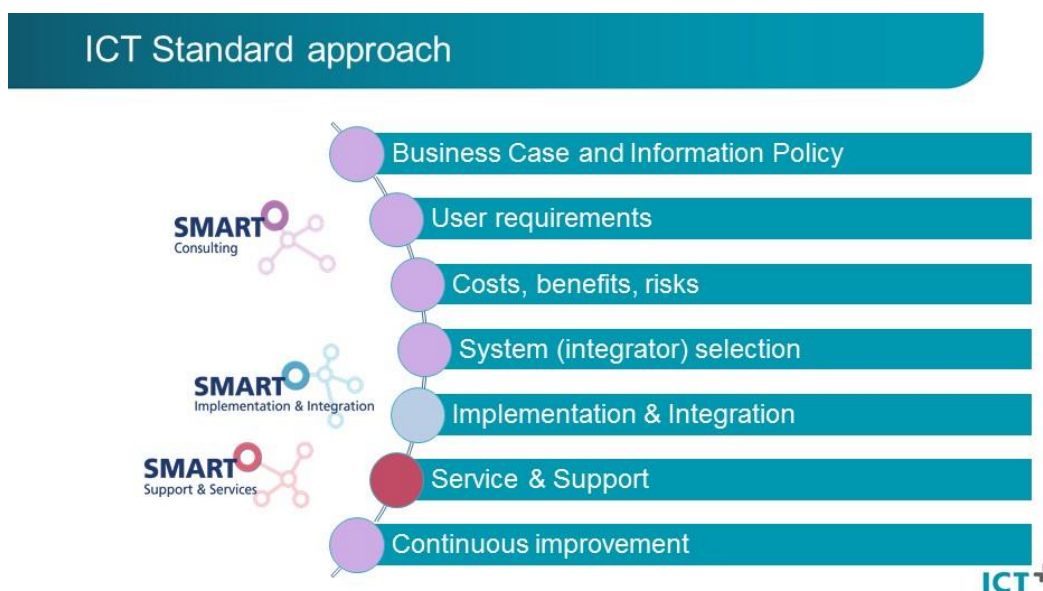 ICT Standard approach
Business Case and Information Policy
SMART
Consulting
User requirements
Costs, benefits, risks
System (integrator) selection
SMART
Implementation & Integration
Implementation & Integration
SMART
Support & Services
Service & Support
Continuous improvement
ICT